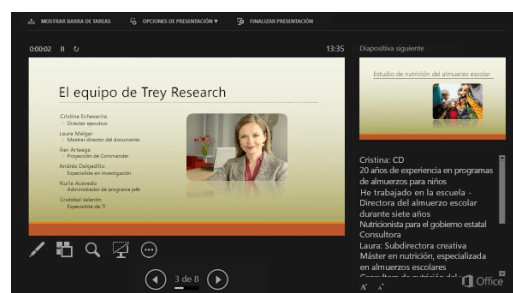 MOSTRAR BARRA DE TAREAS OPCIONES DE PRESENTACIÓN ▼ FINALIZAR PRESENTACIÓN
0:00:02 13:35 Diapositiva siguiente
El equipo de Trey Research
Cristina Echevarría
Director ejecutivo
Laura Melger
Mostrar director del documento
Íker Arteaga
Proyección de Commander
Andrés Delgadillo
Especialista en investigación
Nuria Acevedo
Administrador de programa jefe
Cristóbal Valentín
Especialista de TI
3 de 8
Estudio de nutrición del almuerzo escolar
Cristina: CD
20 años de experiencia en programas
de almuerzos para niños
He trabajado en la escuela -
Directora del almuerzo escolar
durante siete años
Nutricionista para el gobierno estatal
Consultora
Laura: Subdirectora creativa
Máster en nutrición, especializada
en almuerzos escolares
Office